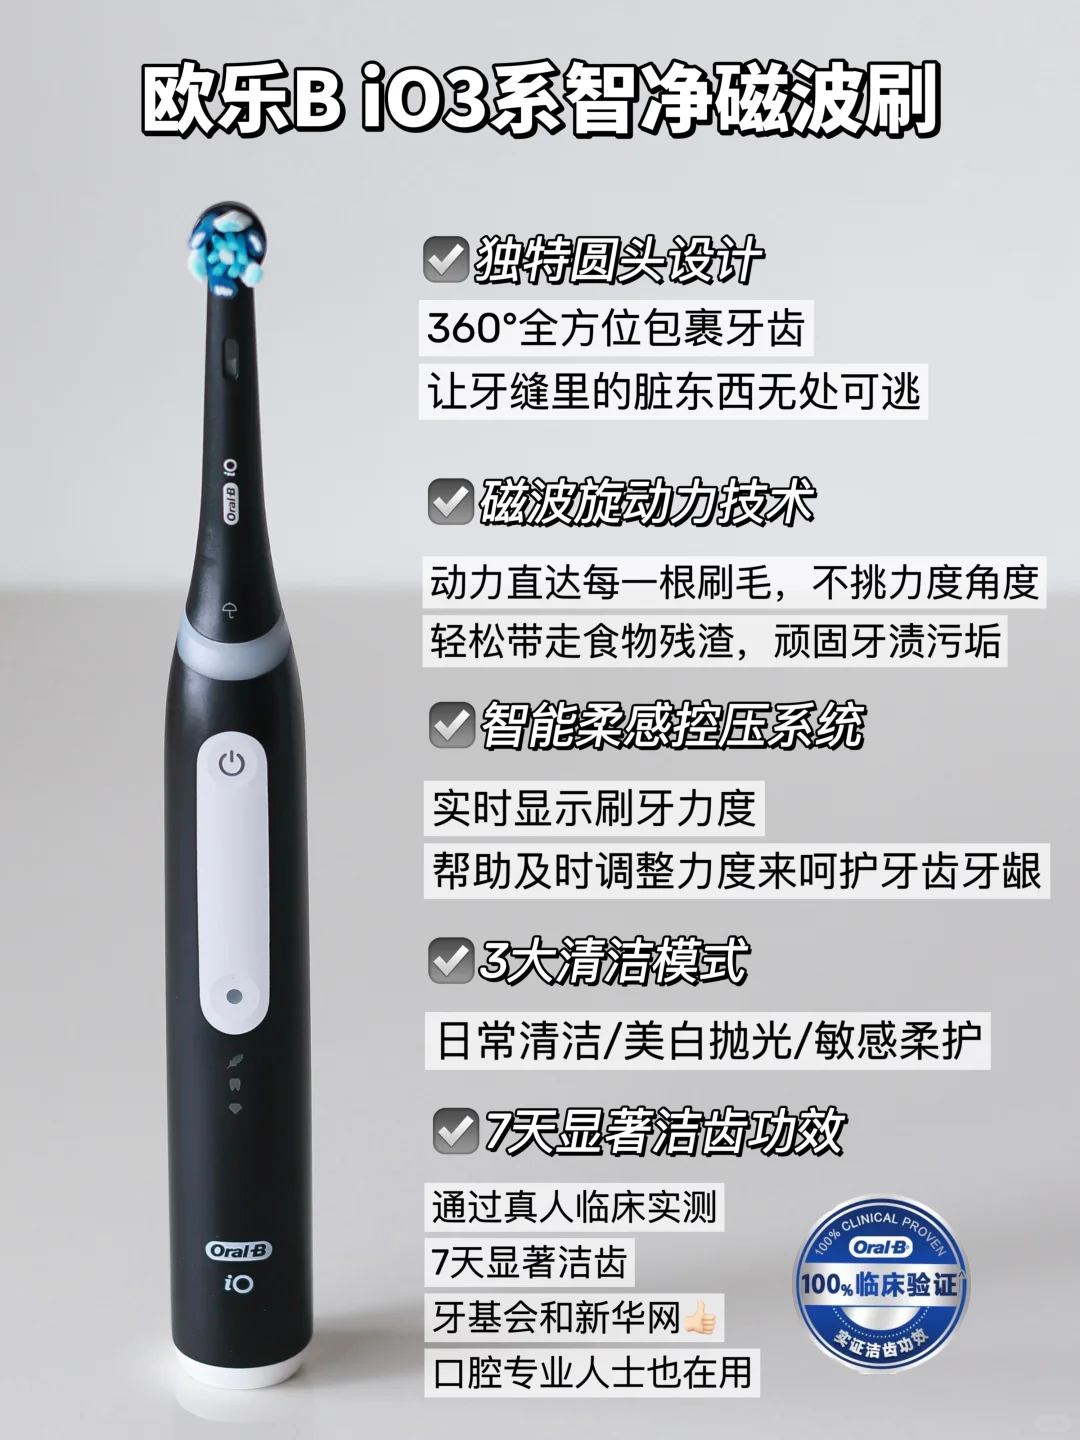 欧乐B iO3系智净磁波刷
独特圆头设计
360°全方位包裹牙齿
让牙缝里的脏东西无处可逃
磁波旋动力技术
动力直达每一根刷毛，不挑力度角度
轻松带走食物残渣，顽固牙渍污垢
智能柔感控压系统
实时显示刷牙力度
帮助及时调整力度来呵护牙齿牙龈
3大清洁模式
日常清洁/美白抛光/敏感柔护
7天显著洁齿功效
通过真人临床实测
7天显著洁齿
牙基会和新华网👍🏻
口腔专业人士也在用
Oral-B iO
Oral-B
iO
100% CLINICAL PROVEN
Oral-B
100%临床验证^
实证洁齿功效